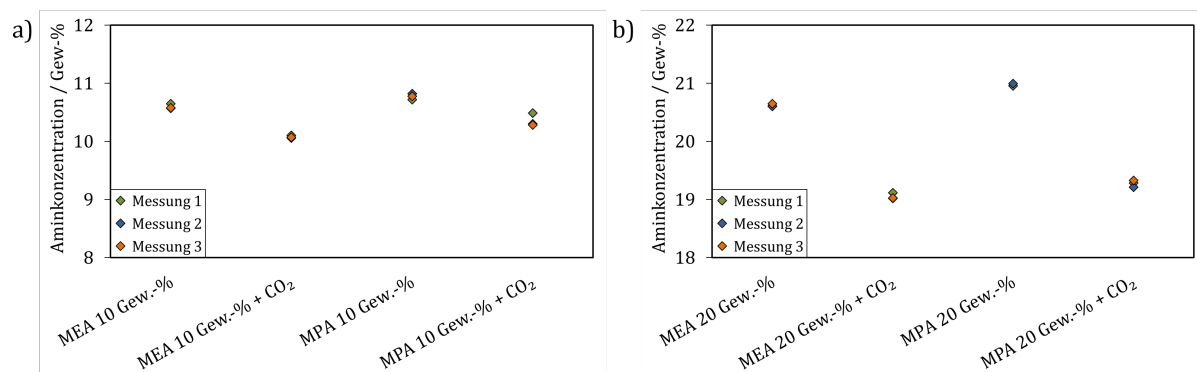 a)
Aminkonzentration / Gew-%
12
11
10
9
8
Messung 1
Messung 2
Messung 3
MEA 10 Gew.-%
MEA 10 Gew.-% + CO₂
MPA 10 Gew.-%
MPA 10 Gew.-% + CO₂
b)
Aminkonzentration / Gew-%
22
21
20
19
18
Messung 1
Messung 2
Messung 3
MEA 20 Gew.-%
MEA 20 Gew.-% + CO₂
MPA 20 Gew.-%
MPA 20 Gew.-% + CO₂